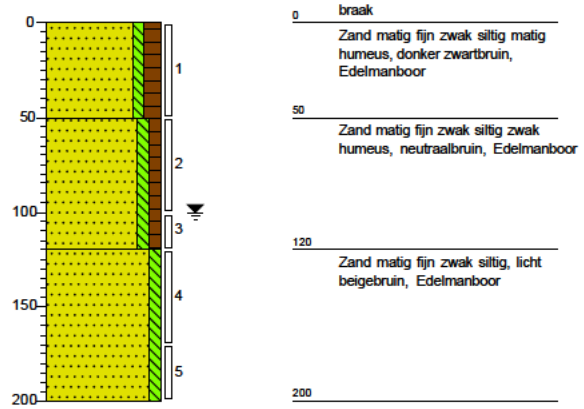 0
50
100
150
200
1
2
3
4
5
0
braak
Zand matig fijn zwak siltig matig
humeus, donker zwartbruin,
Edelmanboor
50
Zand matig fijn zwak siltig zwak
humeus, neutraalbruin, Edelmanboor
120
Zand matig fijn zwak siltig, licht
beigebruin, Edelmanboor
200